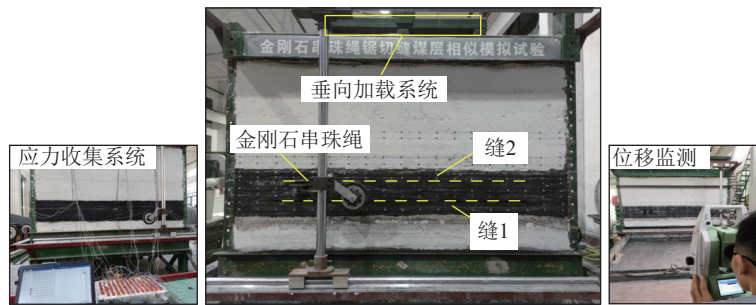 金刚石串珠绳锯切缝煤层相似模拟试验
垂向加载系统
应力收集系统
金刚石串珠绳
缝2
缝1
位移监测